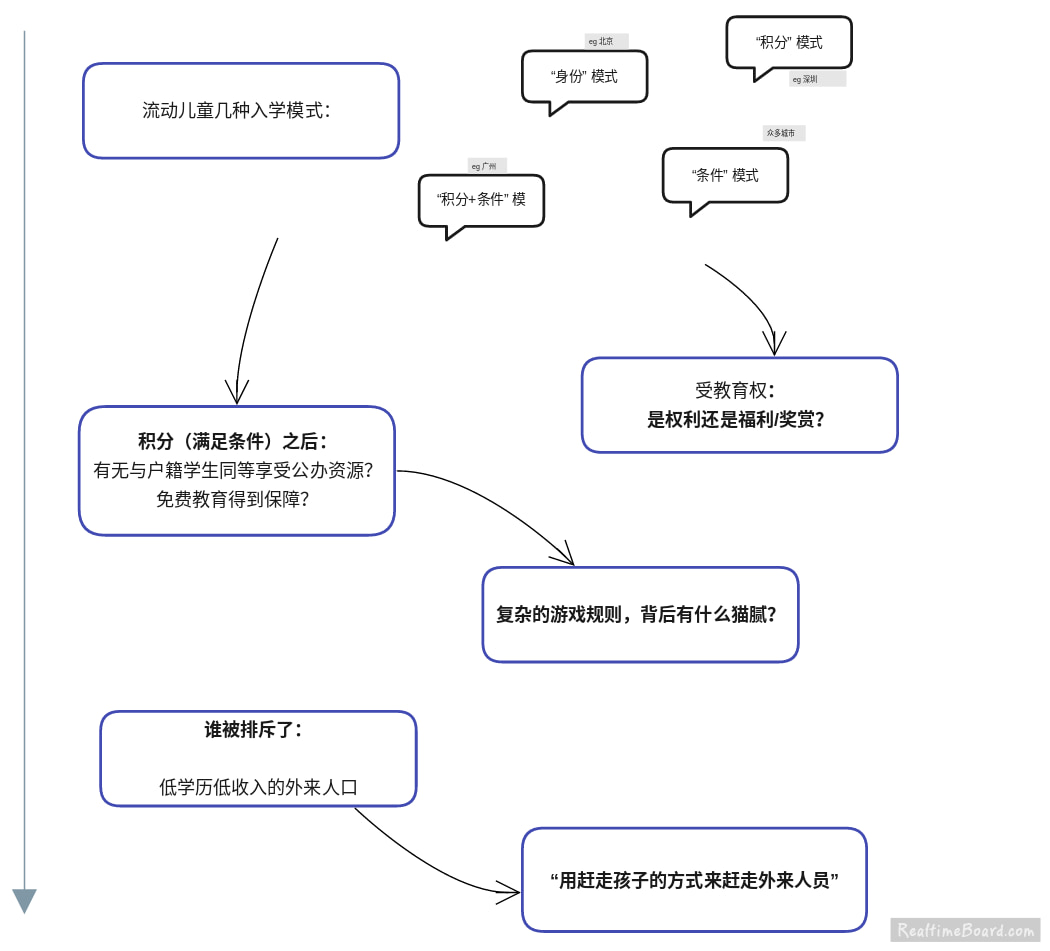 流动儿童几种入学模式：
eg 北京
“身份” 模式
“积分” 模式
eg 深圳
eg 广州
“积分+条件” 模
众多城市
“条件” 模式
受教育权：
是权利还是福利/奖赏？
积分（满足条件）之后：
有无与户籍学生同等享受公办资源？
免费教育得到保障？
复杂的游戏规则，背后有什么猫腻？
谁被排斥了：
低学历低收入的外来人口
“用赶走孩子的方式来赶走外来人员”
RealtimeBoard.com